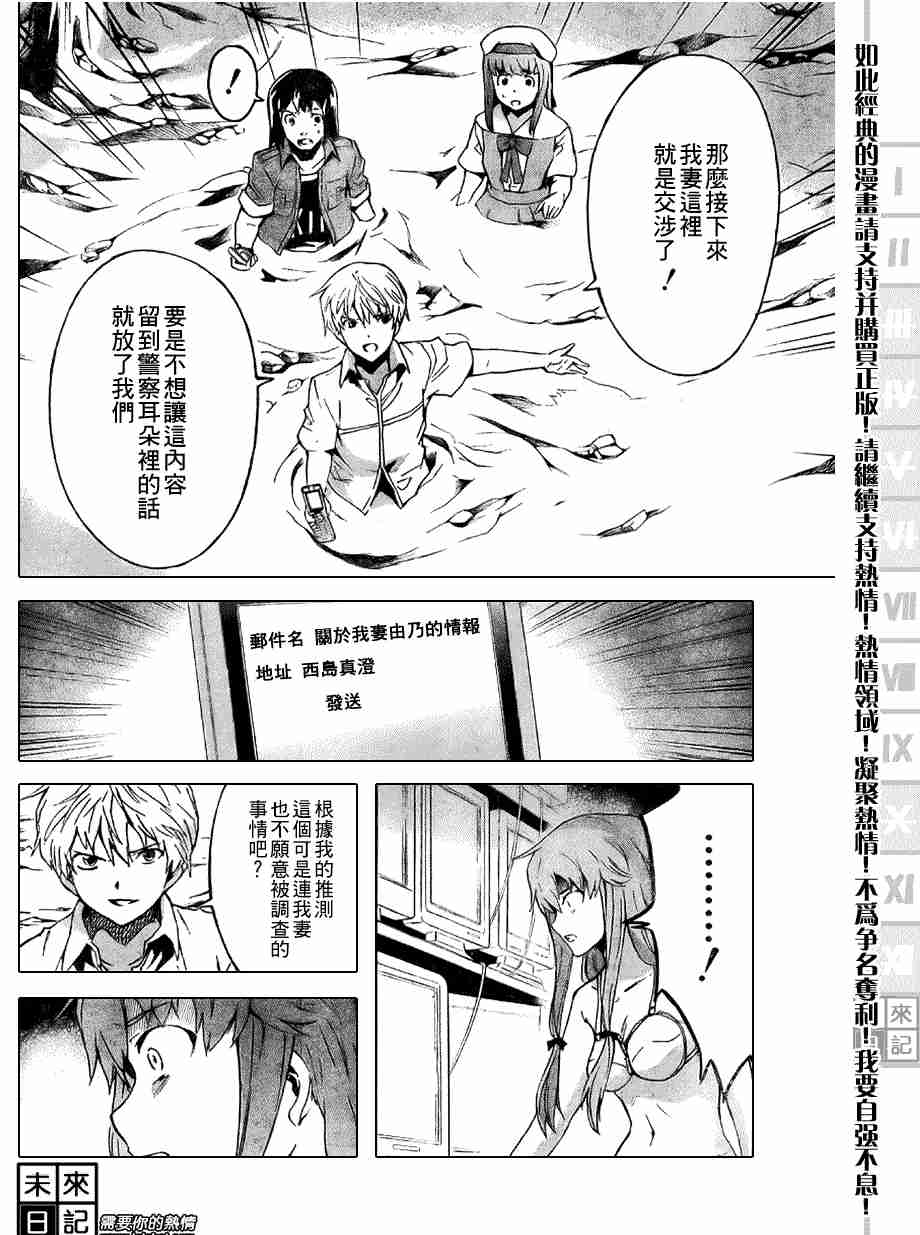 那麼接下來
我妻這裡
就是交涉了！
！
要是不想讓這內容
留到警察耳朵裡的話
就放了我們
郵件名 關於我妻由乃的情報
地址 西島真澄
發送
……！
根據我的推測
這個可是連我妻
也不願意被調查的
事情吧？
未來
日記
需要你的熱情
如此經典的漫畫請支持并購買正版！請繼續支持熱情！熱情領域！凝聚熱情！不爲争名奪利！我要自强不息！
I
II
III
IV
V
VI
VII
VIII
IX
X
XI
XII
來
記